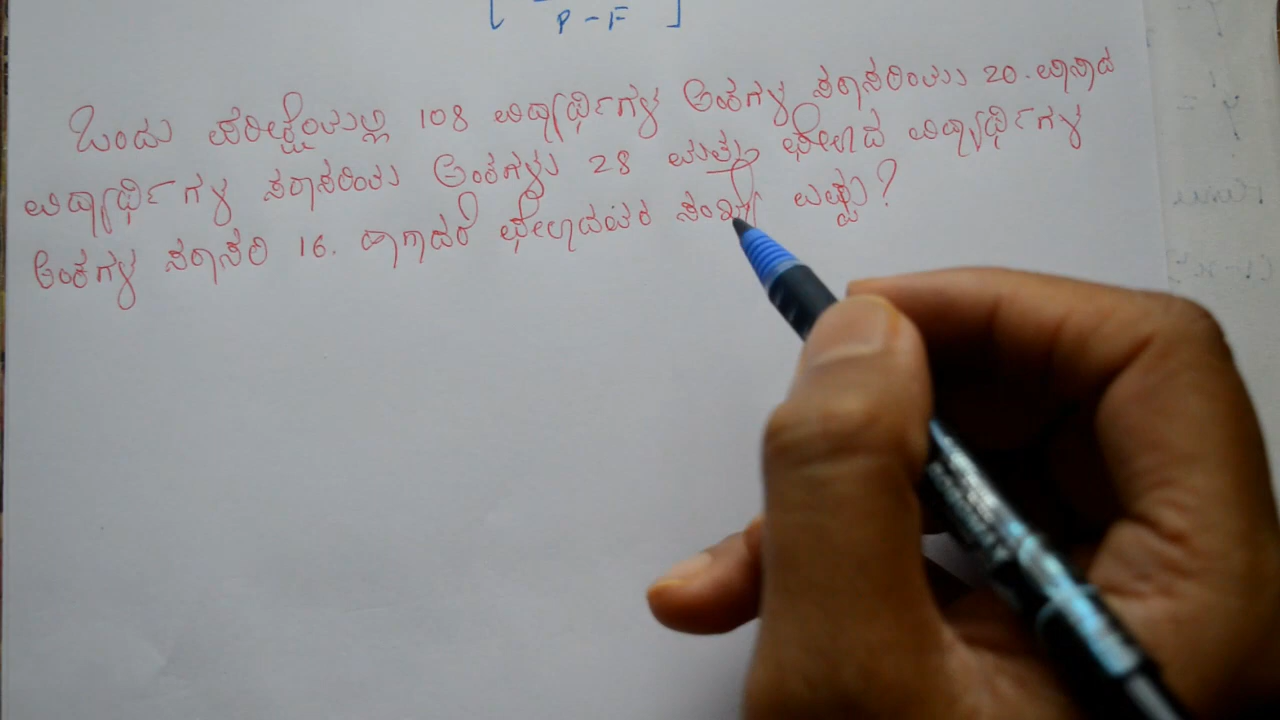 P - F
ಒಂದು ಪರೀಕ್ಷೆಯಲ್ಲಿ 108 ವಿದ್ಯಾರ್ಥಿಗಳ ಅಂಕಗಳ ಸರಾಸರಿಯು 20. ಪಾಸಾದ
ವಿದ್ಯಾರ್ಥಿಗಳ ಸರಾಸರಿಯು ಅಂಕಗಳು 28 ಮತ್ತು ಫೇಲಾದ ವಿದ್ಯಾರ್ಥಿಗಳ
ಅಂಕಗಳ ಸರಾಸರಿ 16. ಹಾಗಾದರೆ ಫೇಲಾದವರ ಸಂಖ್ಯೆ ಎಷ್ಟು?